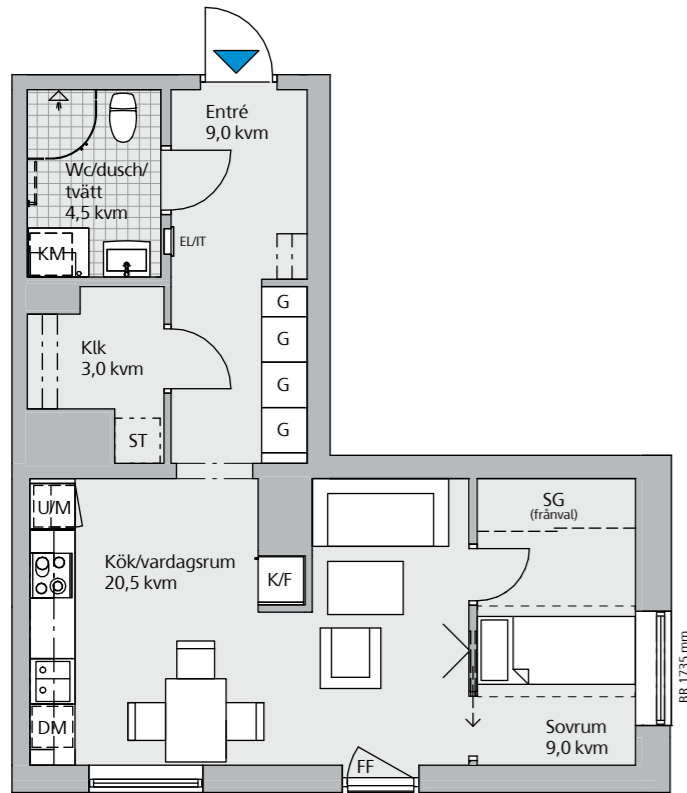 Entré
9,0 kvm
Wc/dusch/
tvätt
4,5 kvm
KM
EL/IT
G
G
G
G
Klk
3,0 kvm
ST
U/M
Kök/vardagsrum
20,5 kvm
K/F
SG
(frånval)
DM
FF
Sovrum
9,0 kvm
BR 1735 mm